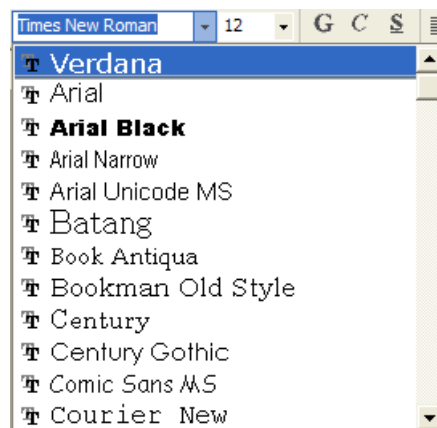 Times New Roman 12 G C S
Verdana
Arial
Arial Black
Arial Narrow
Arial Unicode MS
Batang
Book Antiqua
Bookman Old Style
Century
Century Gothic
Comic Sans MS
Courier New